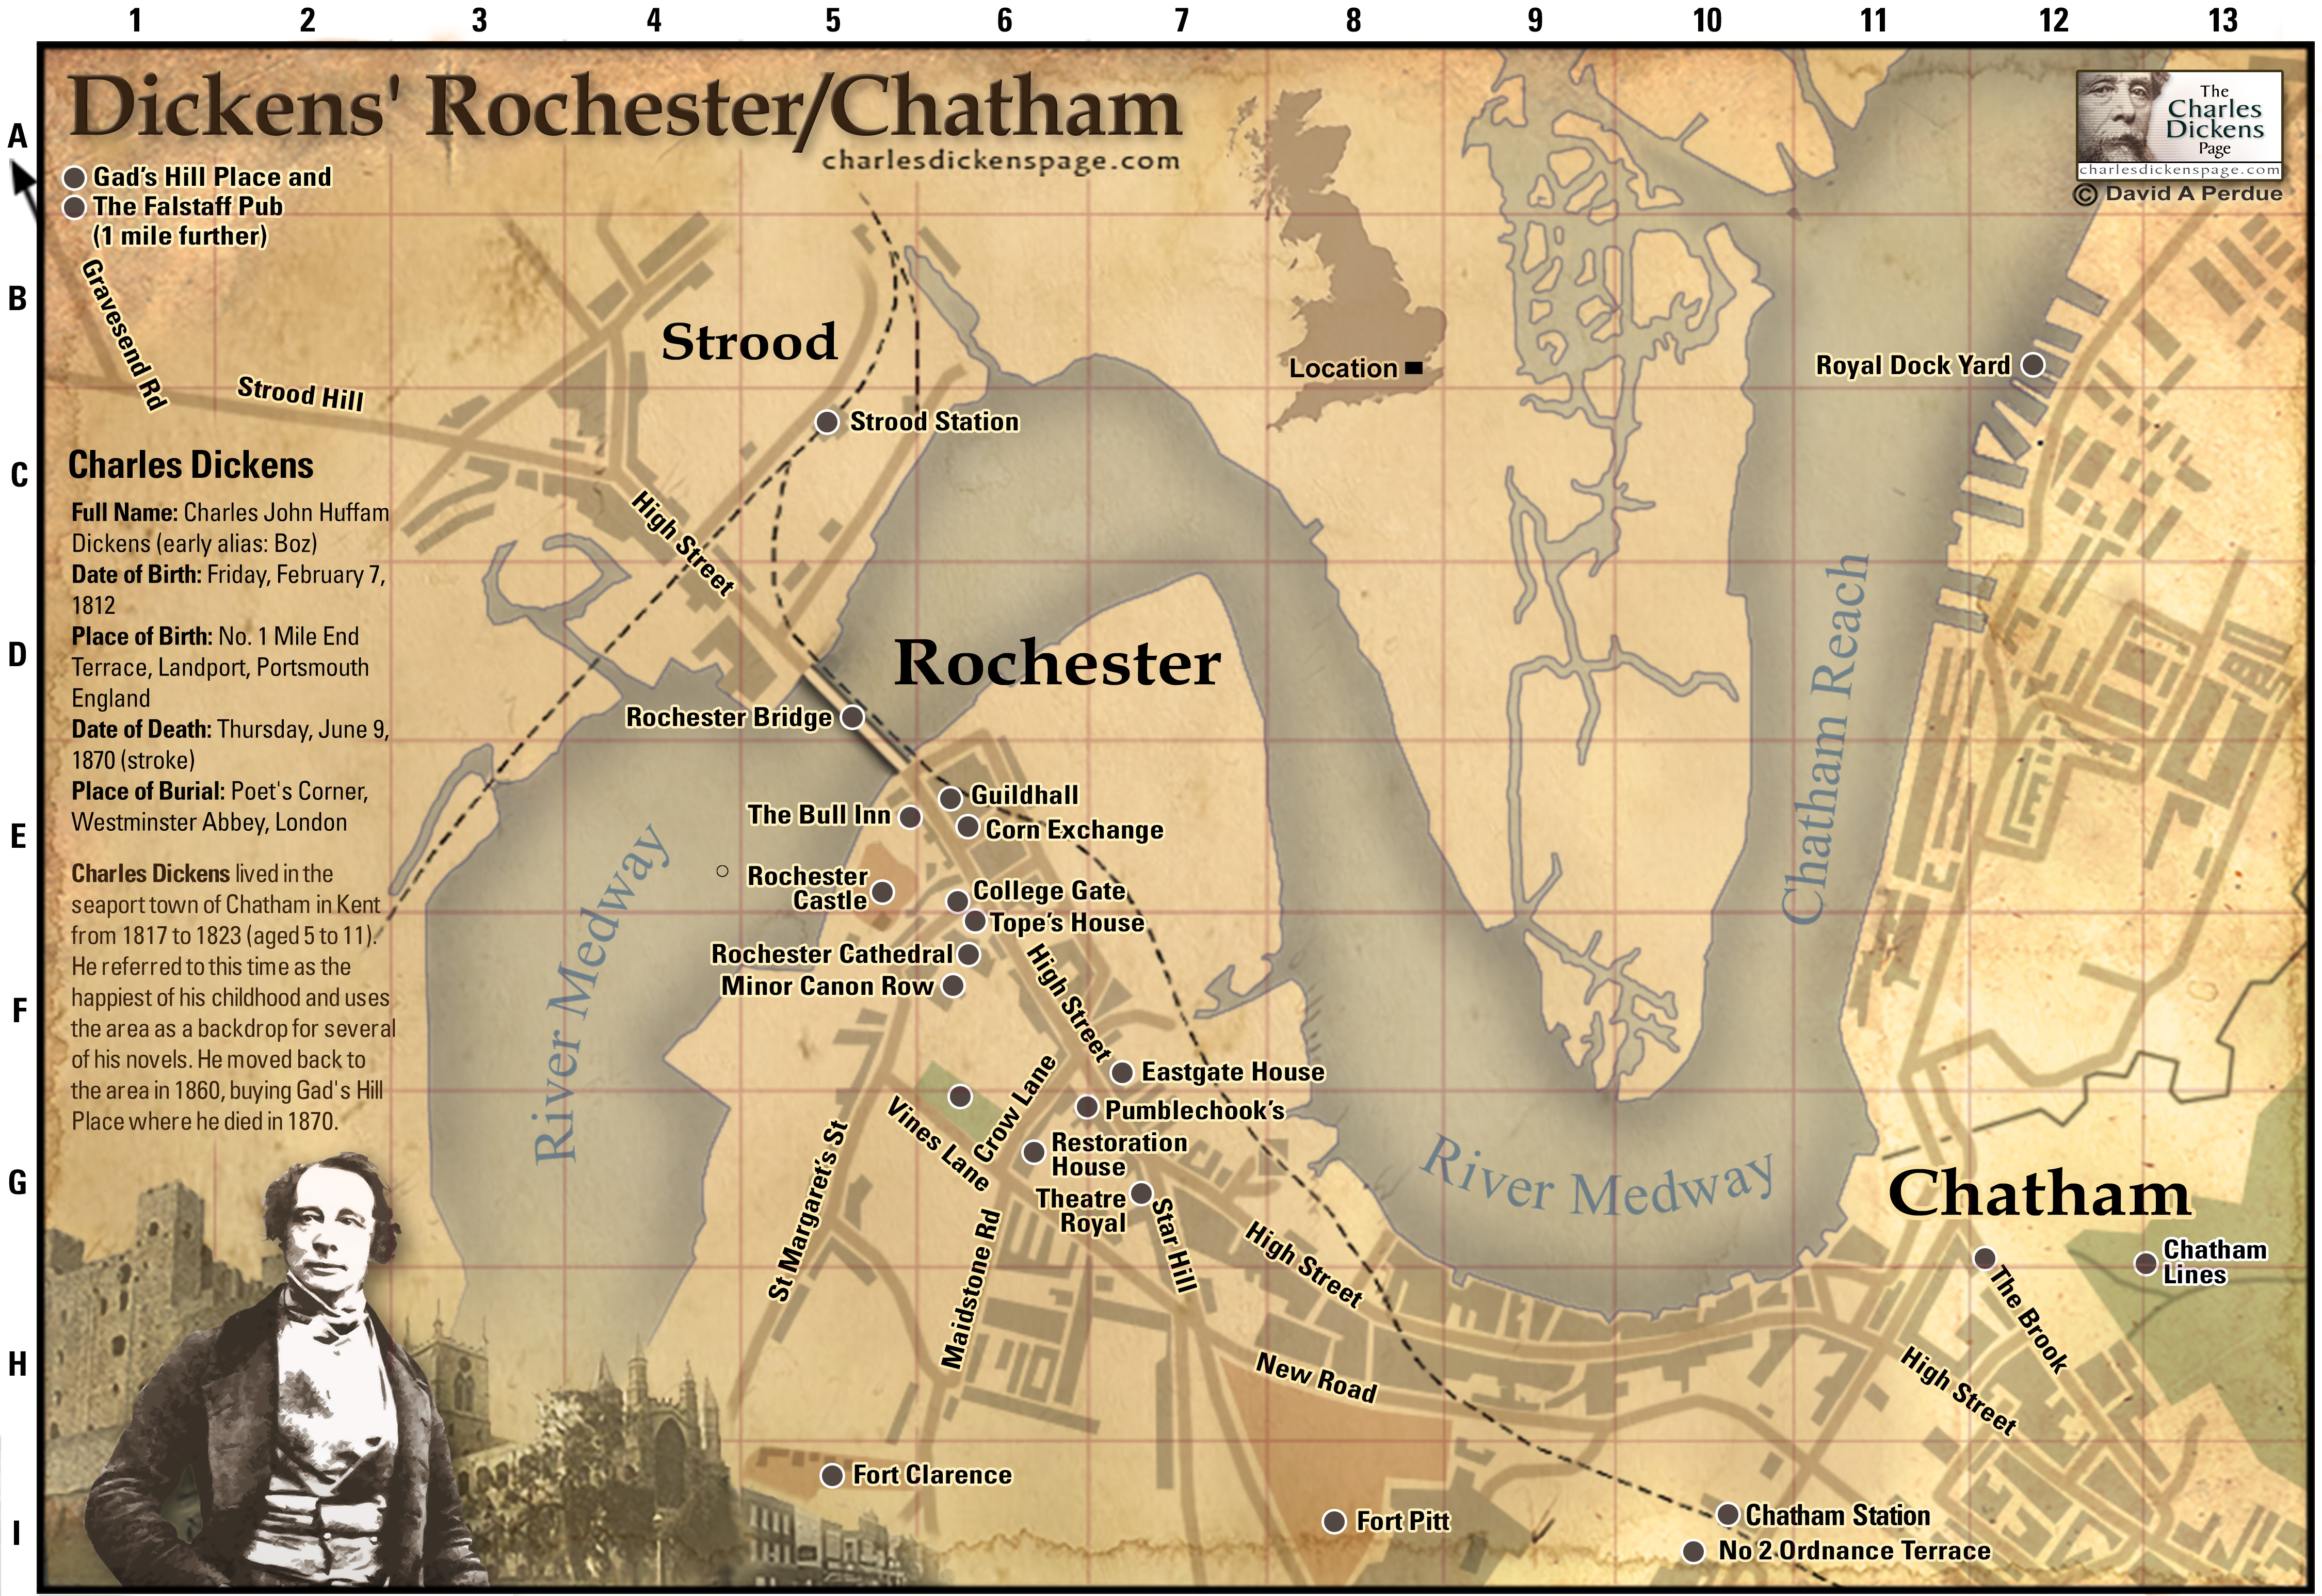 1 2 3 4 5 6 7 8 9 10 11 12 13
A
B
C
D
E
F
G
H
I
Dickens' Rochester/Chatham
charlesdickenspage.com
The
Charles
Dickens
Page
charlesdickenspage.com
© David A Perdue
Gad's Hill Place and
The Falstaff Pub
(1 mile further)
Gravesend Rd
Strood Hill
Strood
Location
Royal Dock Yard
Strood Station
High Street
Charles Dickens
Full Name: Charles John Huffam
Dickens (early alias: Boz)
Date of Birth: Friday, February 7,
1812
Place of Birth: No. 1 Mile End
Terrace, Landport, Portsmouth
England
Date of Death: Thursday, June 9,
1870 (stroke)
Place of Burial: Poet's Corner,
Westminster Abbey, London
Charles Dickens lived in the
seaport town of Chatham in Kent
from 1817 to 1823 (aged 5 to 11).
He referred to this time as the
happiest of his childhood and uses
the area as a backdrop for several
of his novels. He moved back to
the area in 1860, buying Gad's Hill
Place where he died in 1870.
Rochester
Rochester Bridge
Chatham Reach
Guildhall
The Bull Inn
Corn Exchange
River Medway
Rochester
Castle
College Gate
Tope's House
Rochester Cathedral
Minor Canon Row
High Street
Eastgate House
Crow Lane
Pumblechook's
Vines Lane
Restoration
House
St Margaret's St
Theatre
Royal
Star Hill
Maidstone Rd
High Street
River Medway
Chatham
Chatham
Lines
The Brook
High Street
New Road
Fort Clarence
Fort Pitt
Chatham Station
No 2 Ordnance Terrace